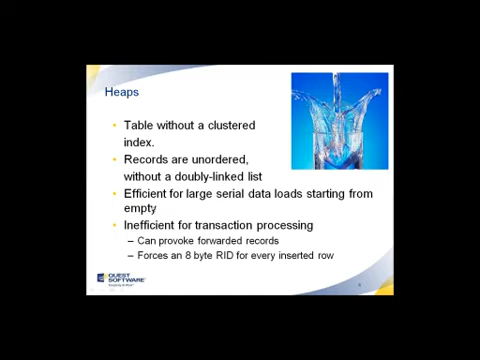 Heaps
Table without a clustered
index.
Records are unordered,
without a doubly-linked list
Efficient for large serial data loads starting from
empty
Inefficient for transaction processing
– Can provoke forwarded records
– Forces an 8 byte RID for every inserted row
QUEST
SOFTWARE